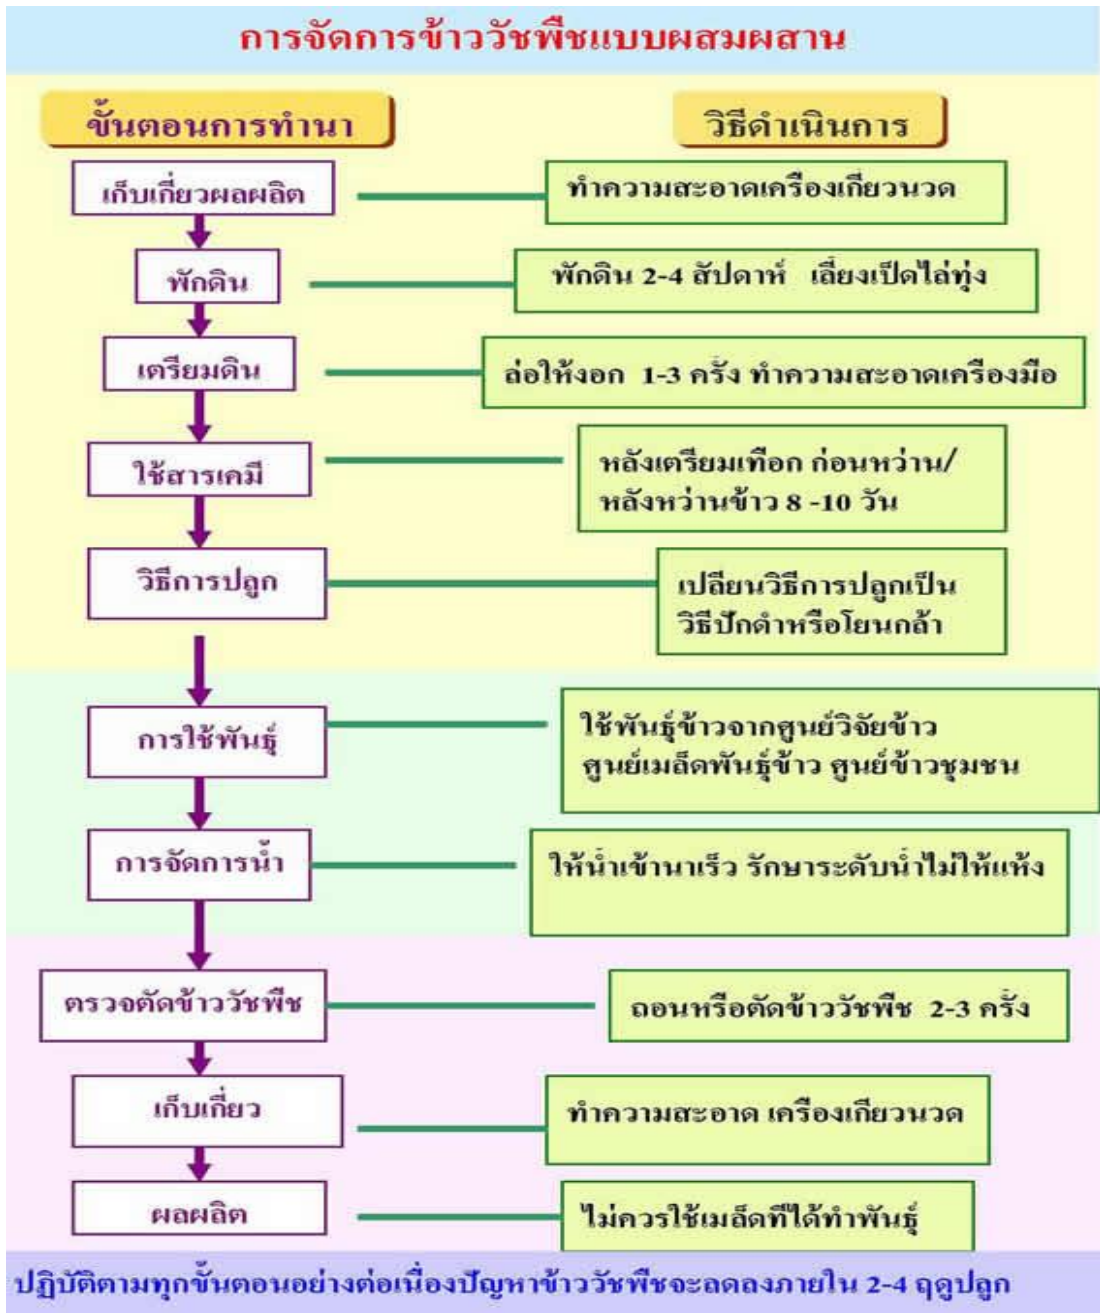 การจัดการข้าววัชพืชแบบผสมผสาน
ขั้นตอนการทำนา
วิธีดำเนินการ
เก็บเกี่ยวผลผลิต
ทำความสะอาดเครื่องเกี่ยวนวด
พักดิน
พักดิน 2-4 สัปดาห์ เลี่ยงเป็ดไล่ทุ่ง
เตรียมดิน
ล่อให้งอก 1-3 ครั้ง ทำความสะอาดเครื่องมือ
ใช้สารเคมี
หลังเตรียมเทือก ก่อนหว่าน/
หลังหว่านข้าว 8 -10 วัน
วิธีการปลูก
เปลี่ยนวิธีการปลูกเป็น
วิธีปักดำหรือโยนกล้า
การใช้พันธุ์
ใช้พันธุ์ข้าวจากศูนย์วิจัยข้าว
ศูนย์เมล็ดพันธุ์ข้าว ศูนย์ข้าวชุมชน
การจัดการน้ำ
ให้น้ำเข้านาเร็ว รักษาระดับน้ำไม่ให้แห้ง
ตรวจตัดข้าววัชพืช
ถอนหรือตัดข้าววัชพืช 2-3 ครั้ง
เก็บเกี่ยว
ทำความสะอาด เครื่องเกี่ยวนวด
ผลผลิต
ไม่ควรใช้เมล็ดที่ได้ทำพันธุ์
ปฏิบัติตามทุกขั้นตอนอย่างต่อเนื่องปัญหาข้าววัชพืชจะลดลงภายใน 2-4 ฤดูปลูก